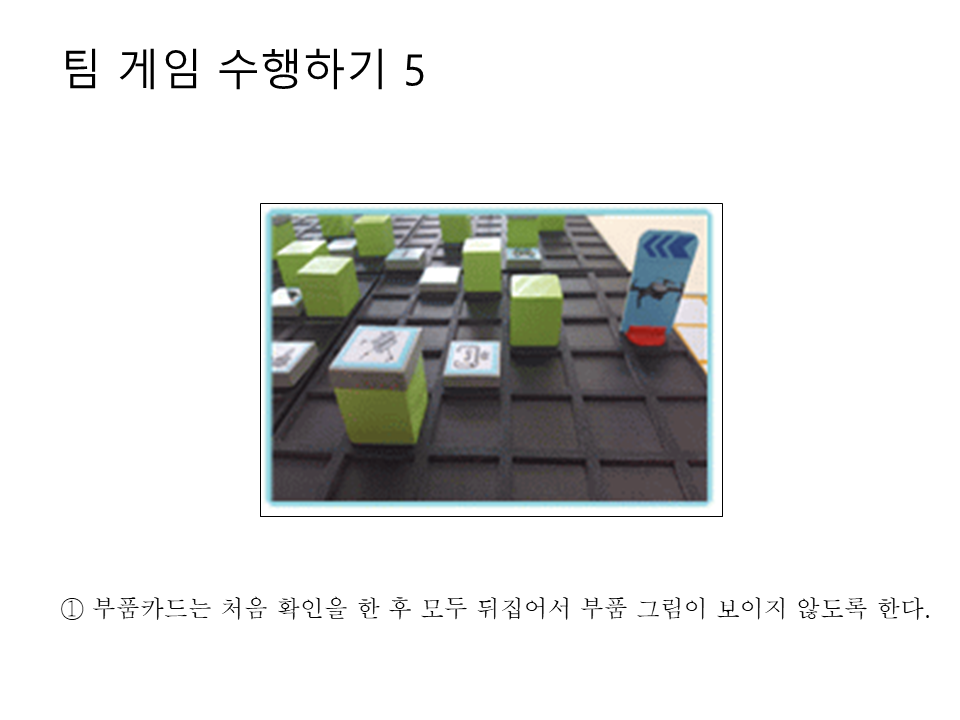 팀 게임 수행하기 5
① 부품카드는 처음 확인을 한 후 모두 뒤집어서 부품 그림이 보이지 않도록 한다.